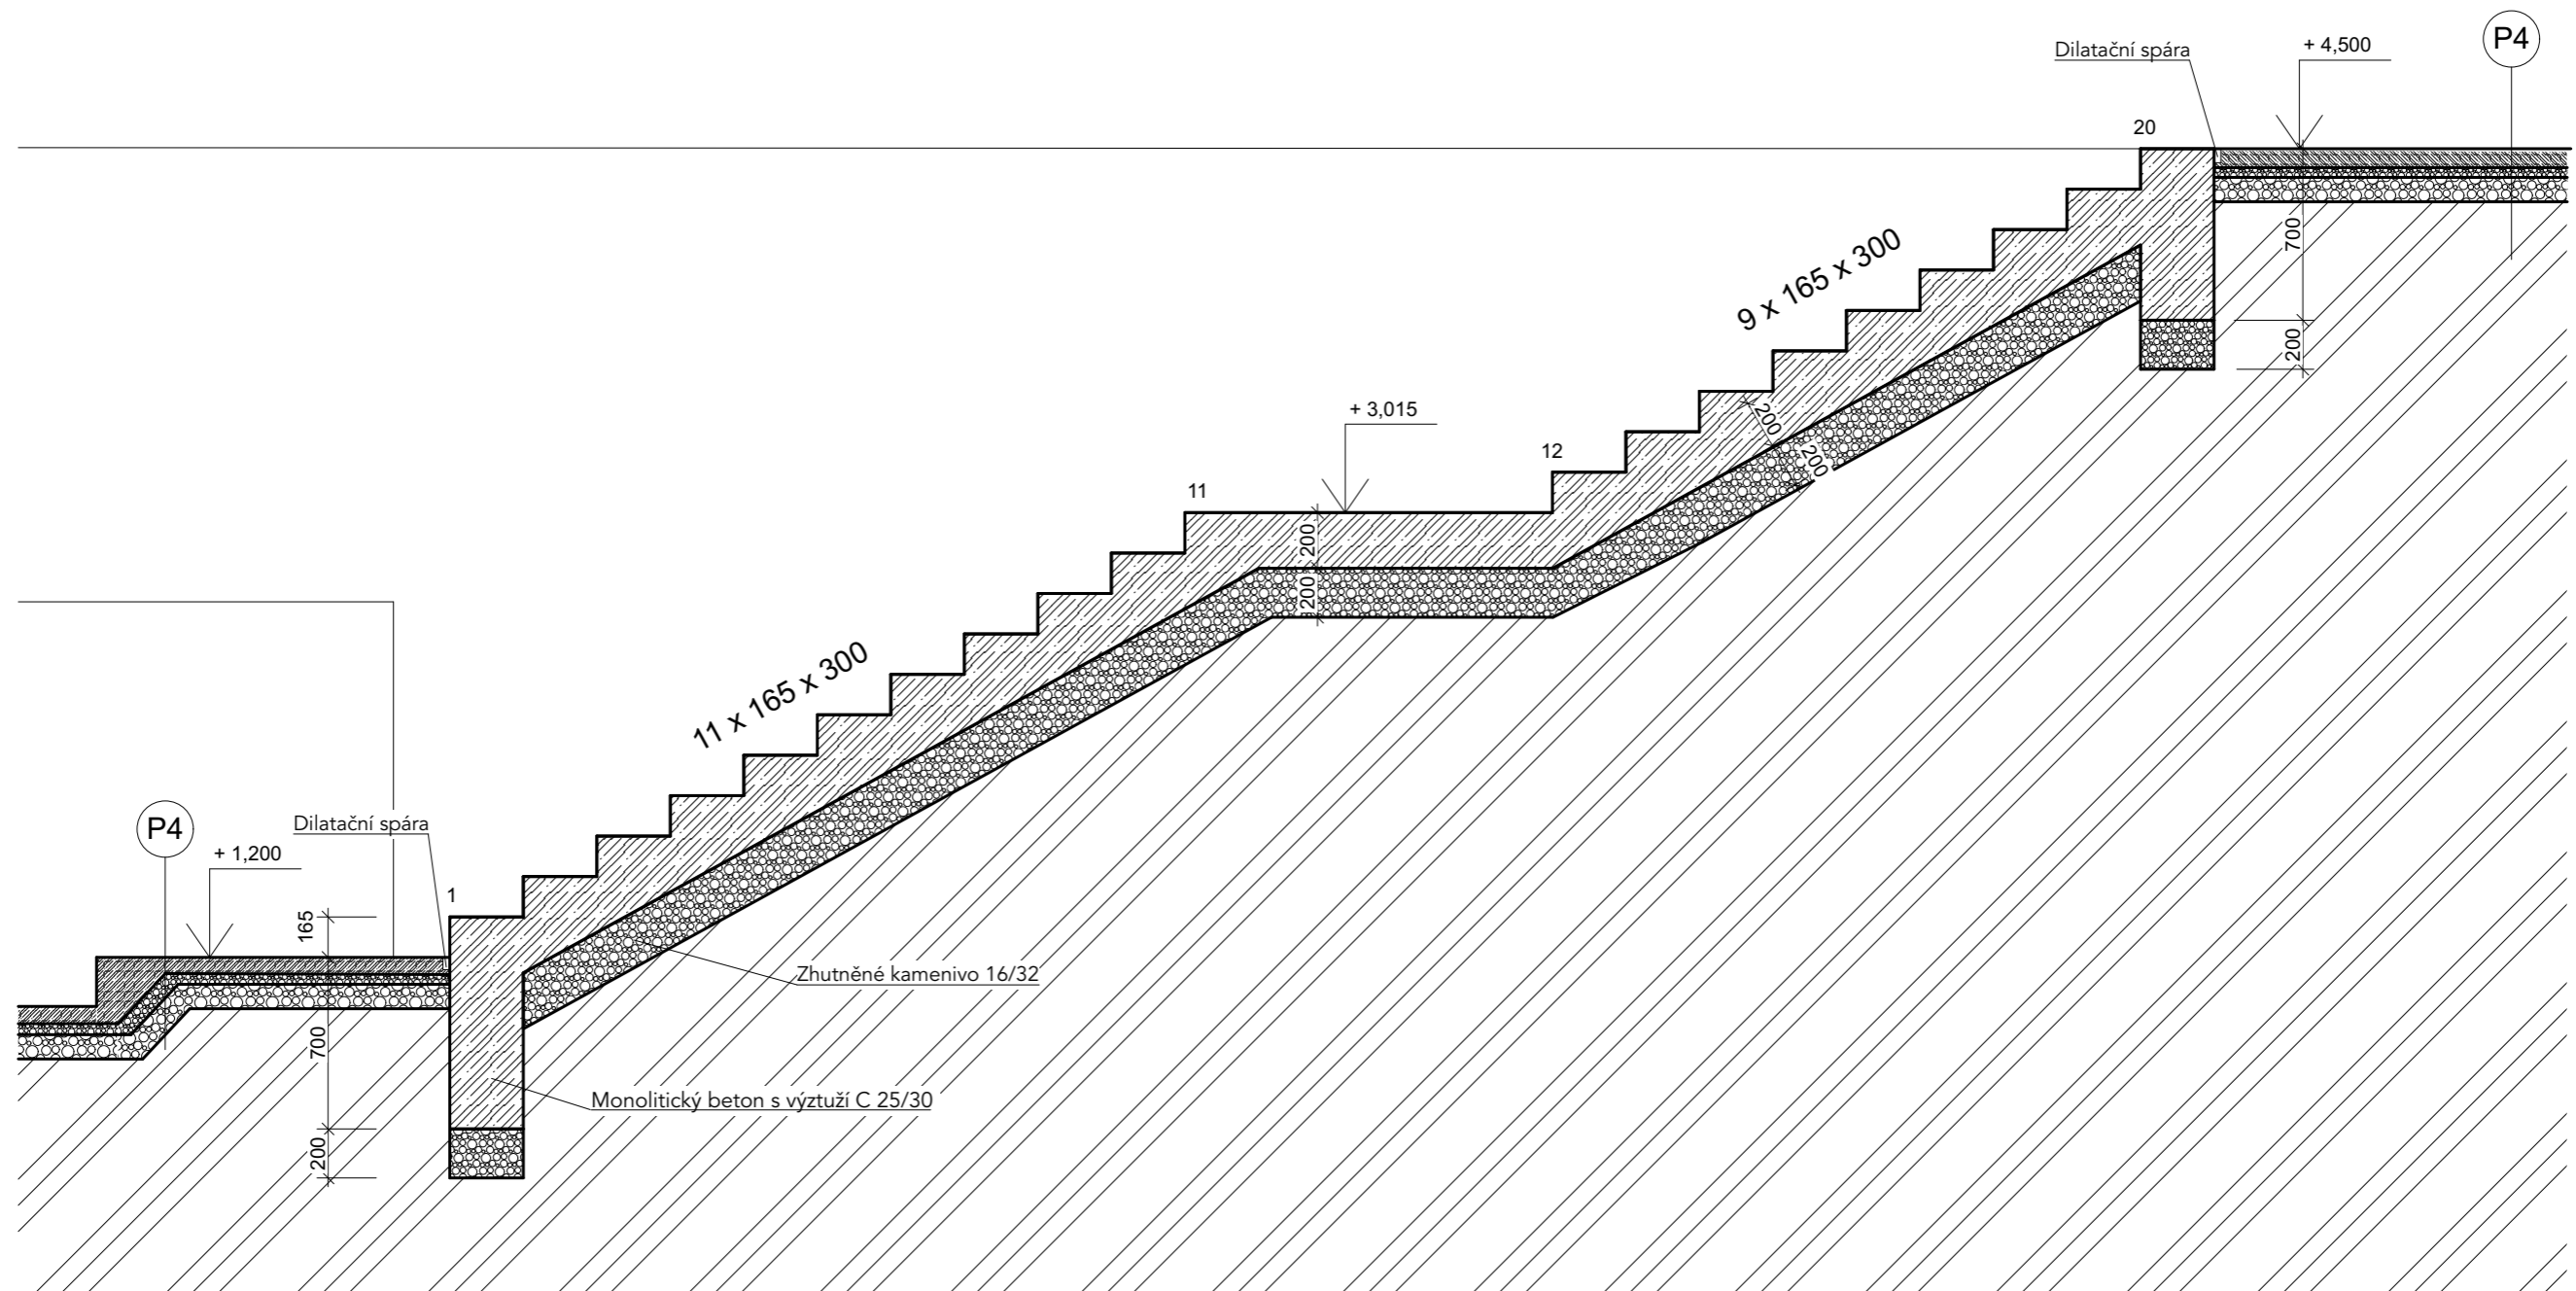 P4
Dilatační spára
+ 4,500
20
700
200
9 x 165 x 300
200
200
+ 3,015
12
11
200
200
11 x 165 x 300
P4
Dilatační spára
+ 1,200
1
165
Zhutněné kamenivo 16/32
700
Monolitický beton s výztuží C 25/30
200